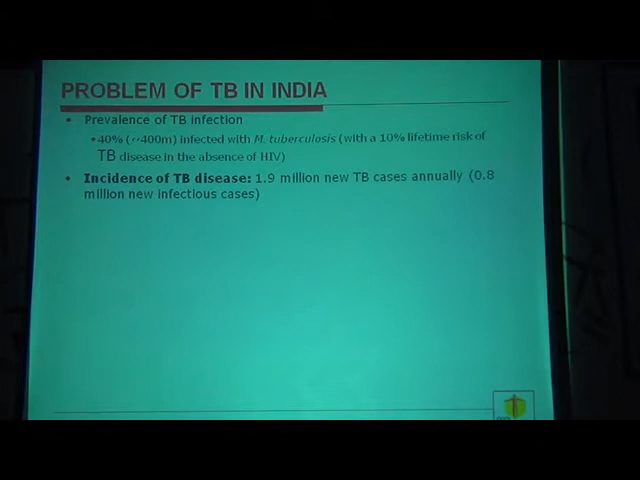 PROBLEM OF TB IN INDIA
• Prevalence of TB infection
•40% (~400m) infected with M. tuberculosis (with a 10% lifetime risk of
TB disease in the absence of HIV)
• Incidence of TB disease: 1.9 million new TB cases annually (0.8
million new infectious cases)